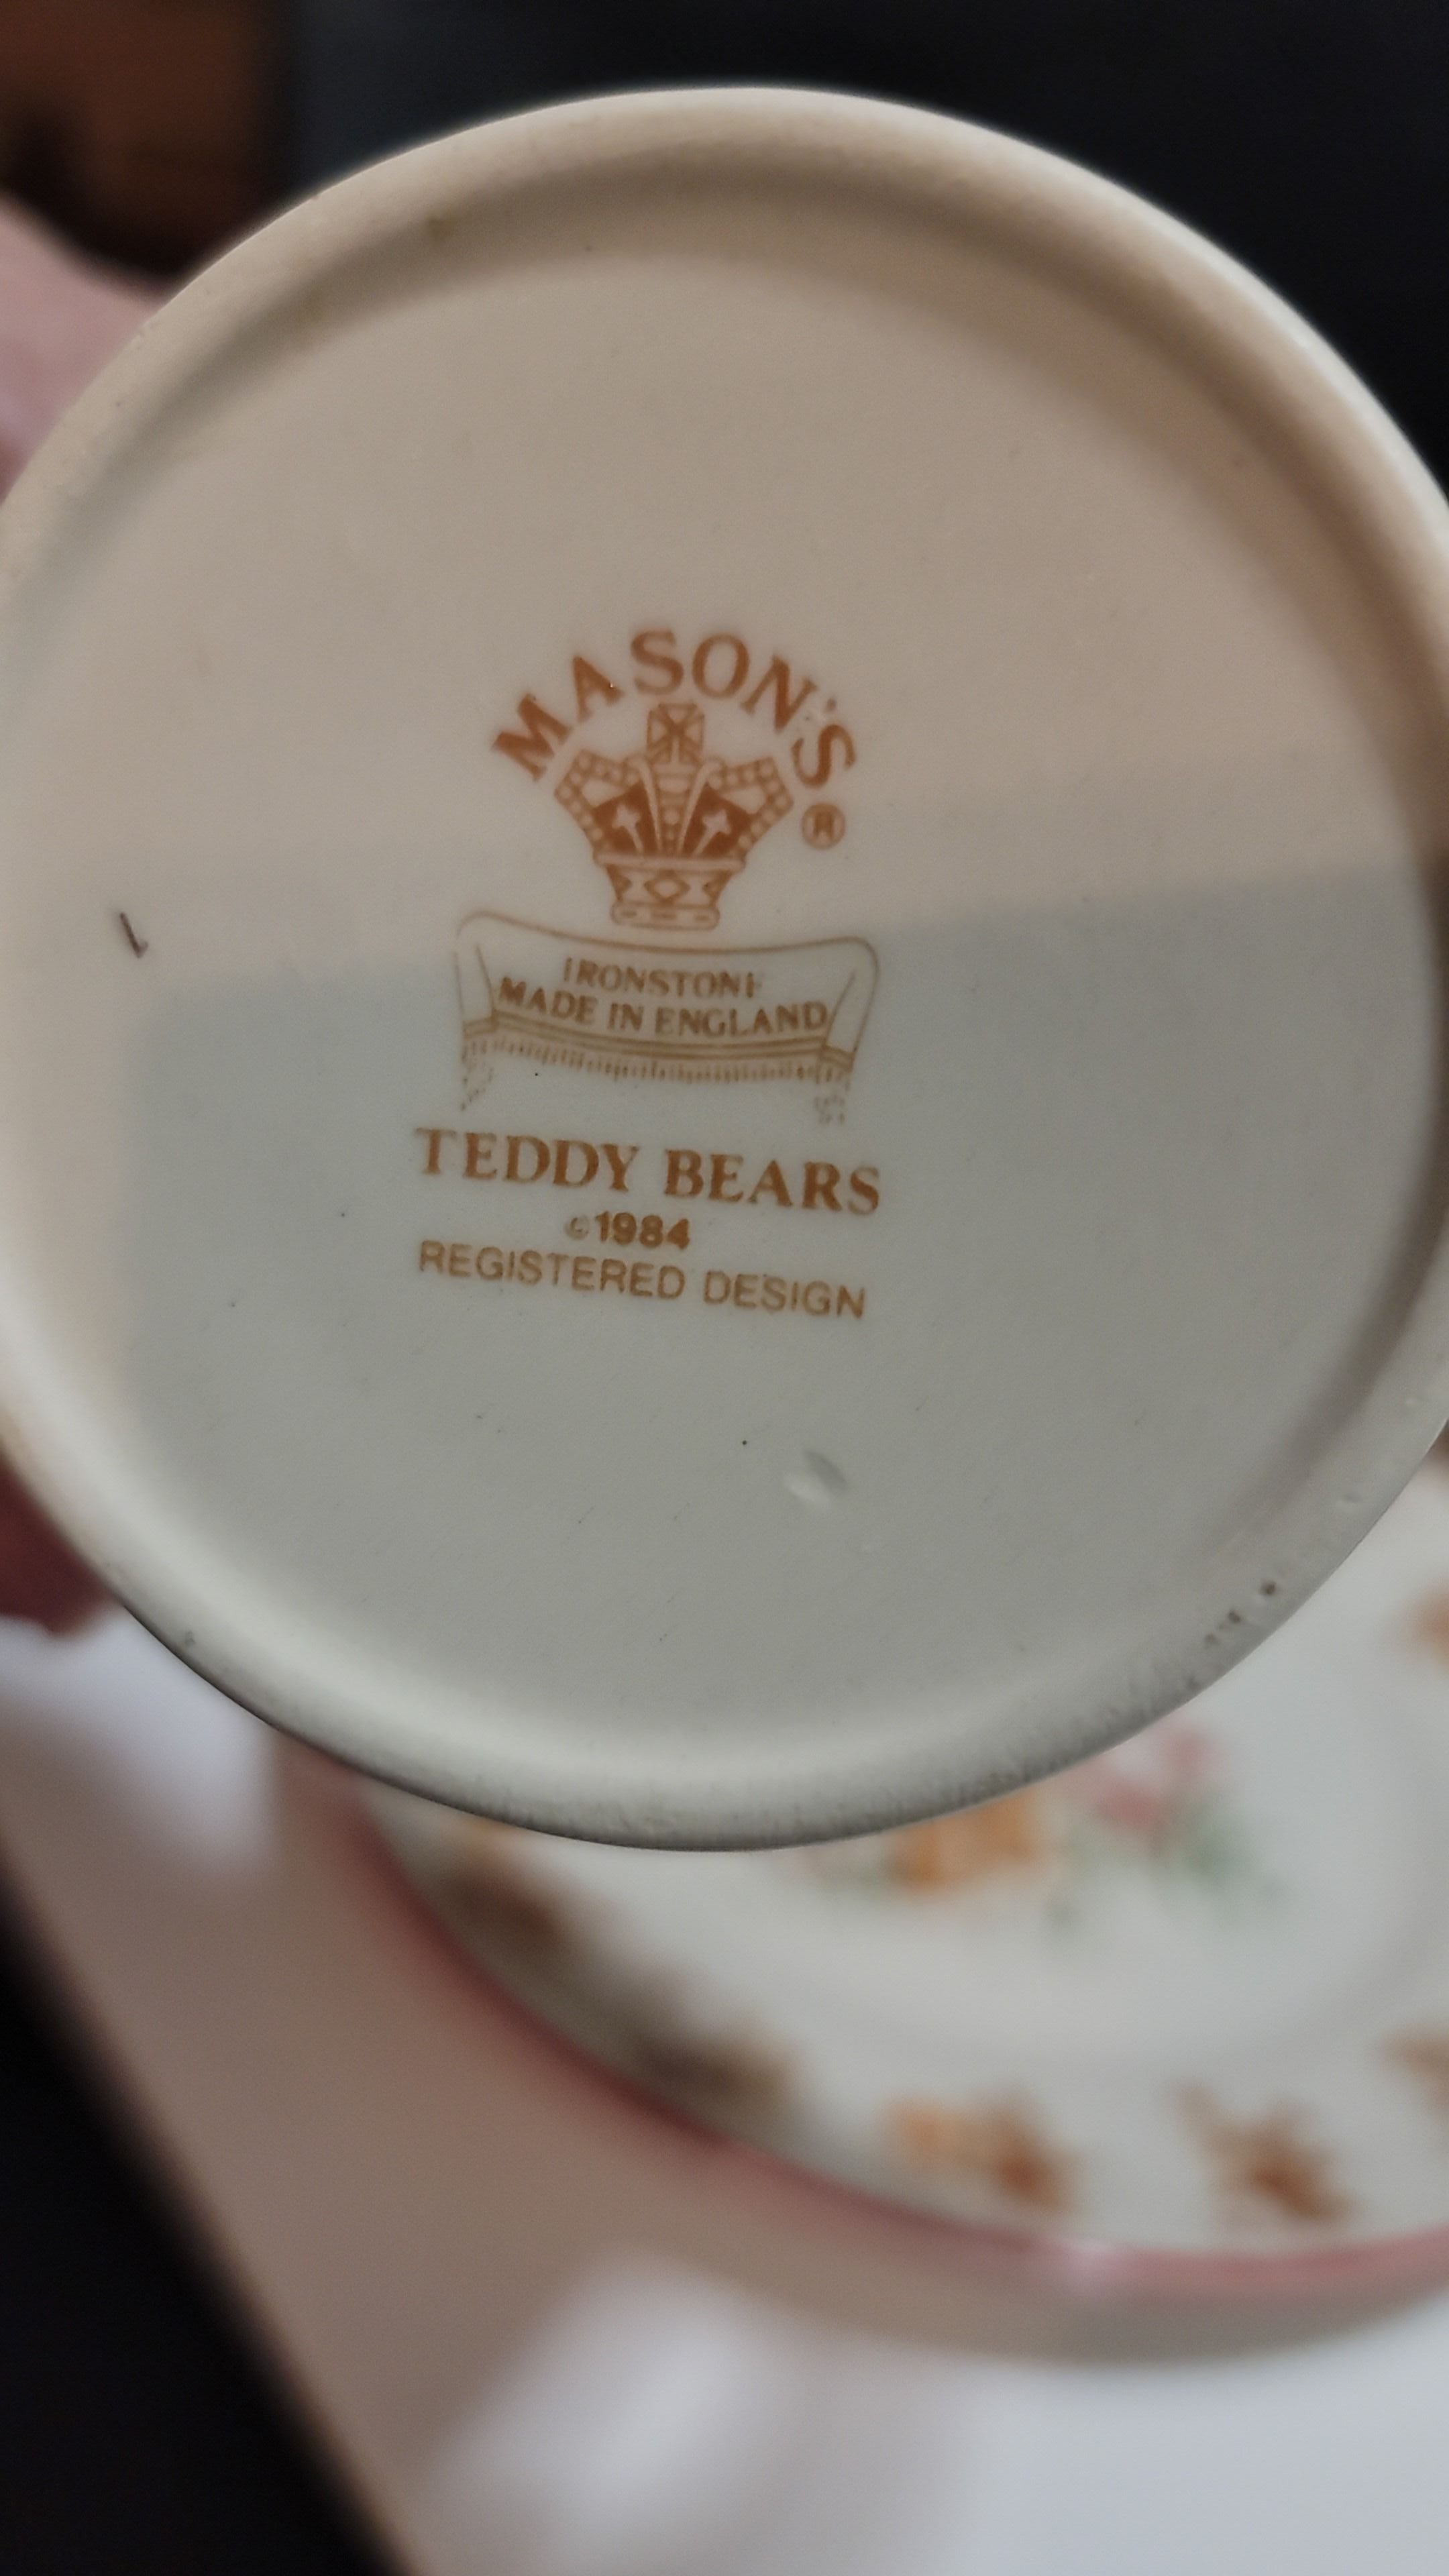 MASON'S®
IRONSTONE
MADE IN ENGLAND
TEDDY BEARS
©1984
REGISTERED DESIGN